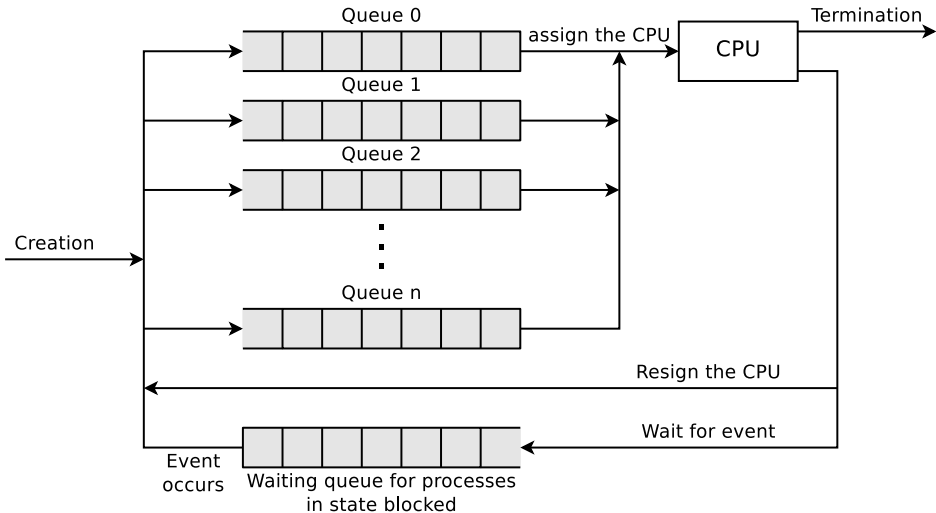 Queue 0
assign the CPU
CPU
Termination
Queue 1
Queue 2
Creation
Queue n
Resign the CPU
Wait for event
Event
occurs
Waiting queue for processes
in state blocked